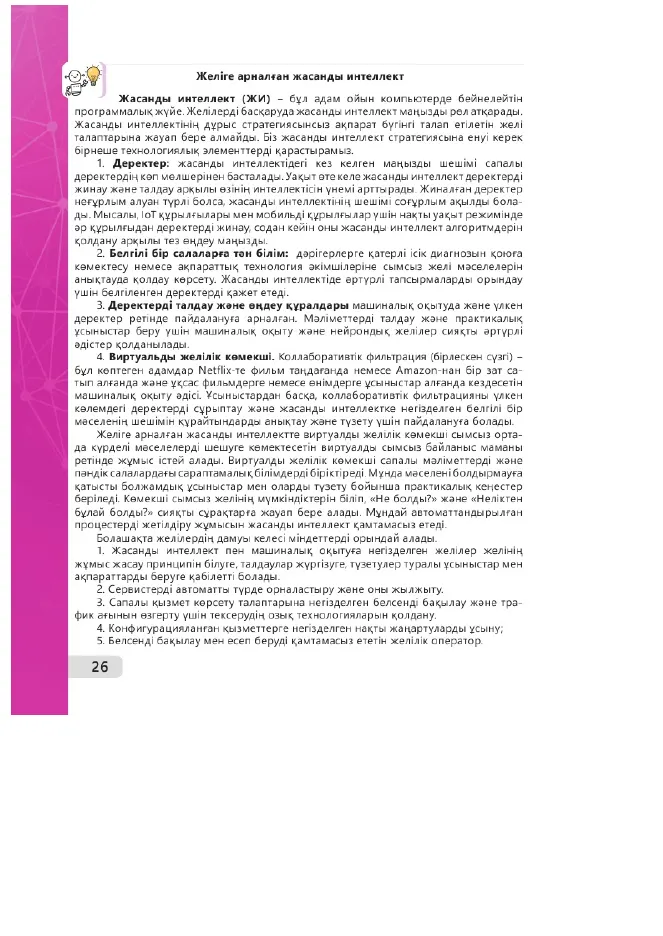 Желіге арналған жасанды интеллект
Жасанды интеллект (ЖИ) – бұл адам ойын компьютерде бейнелейтін
программалық жүйе. Желілерді басқаруда жасанды интеллект маңызды рөл атқарады.
Жасанды интеллектінің дұрыс стратегиясынсыз ақпарат бүгінгі талап етілетін желі
талаптарына жауап бере алмайды. Біз жасанды интеллект стратегиясына енуі керек
бірнеше технологиялық элементтерді қарастырамыз.
1. Деректер: жасанды интеллектідегі кез келген маңызды шешімі сапалы
деректердің көп мөлшерінен басталады. Уақыт өте келе жасанды интеллект деректерді
жинау және талдау арқылы өзінің интеллектісін үнемі арттырады. Жиналған деректер
неғұрлым алуан түрлі болса, жасанды интеллектінің шешімі соғұрлым ақылды бола-
ды. Мысалы, IoT құрылғылары мен мобильді құрылғылар үшін нақты уақыт режимінде
әр құрылғыдан деректерді жинау, содан кейін оны жасанды интеллект алгоритмдерін
қолдану арқылы тез өңдеу маңызды.
2. Белгілі бір салаларға тән білім: дәрігерлерге қатерлі ісік диагнозын қоюға
көмектесу немесе ақпараттық технология әкімшілеріне сымсыз желі мәселелерін
анықтауда қолдау көрсету. Жасанды интеллектіде әртүрлі тапсырмаларды орындау
үшін белгіленген деректерді қажет етеді.
3. Деректерді талдау және өңдеу құралдары машиналық оқытуда және үлкен
деректер ретінде пайдалануға арналған. Мәліметтерді талдау және практикалық
ұсыныстар беру үшін машиналық оқыту және нейрондық желілер сияқты әртүрлі
әдістер қолданылады.
4. Виртуальды желілік көмекші. Коллаборативтік фильтрация (бірлескен сүзгі) –
бұл көптеген адамдар Netflix-те фильм таңдағанда немесе Amazon-нан бір зат са-
тып алғанда және ұқсас фильмдерге немесе өнімдерге ұсыныстар алғанда кездесетін
машиналық оқыту әдісі. Ұсыныстардан басқа, коллаборативтік фильтрацияны үлкен
көлемдегі деректерді сұрыптау және жасанды интеллектке негізделген белгілі бір
мәселенің шешімін құрайтындарды анықтау және түзету үшін пайдалануға болады.
Желіге арналған жасанды интеллектте виртуалды желілік көмекші сымсыз орта-
да күрделі мәселелерді шешуге көмектесетін виртуалды сымсыз байланыс маманы
ретінде жұмыс істей алады. Виртуалды желілік көмекші сапалы мәліметтерді және
пәндік салалардағы сараптамалық білімдерді біріктіреді. Мұнда мәселені болдырмауға
қатысты болжамдық ұсыныстар мен оларды түзету бойынша практикалық кеңестер
беріледі. Көмекші сымсыз желінің мүмкіндіктерін біліп, «Не болды?» және «Неліктен
бұлай болды?» сияқты сұрақтарға жауап бере алады. Мұндай автоматтандырылған
процестерді жетілдіру жұмысын жасанды интеллект қамтамасыз етеді.
Болашақта желілердің дамуы келесі міндеттерді орындай алады.
1. Жасанды интеллект пен машиналық оқытуға негізделген желілер желінің
жұмыс жасау принципін білуге, талдаулар жүргізуге, түзетулер туралы ұсыныстар мен
ақпараттарды беруге қабілетті болады.
2. Сервистерді автоматты түрде орналастыру және оны жылжыту.
3. Сапалы қызмет көрсету талаптарына негізделген белсенді бақылау және тра-
фик ағынын өзгерту үшін тексерудің озық технологияларын қолдану.
4. Конфигурацияланған қызметтерге негізделген нақты жаңартуларды ұсыну;
5. Белсенді бақылау мен есеп беруді қамтамасыз ететін желілік оператор.
26